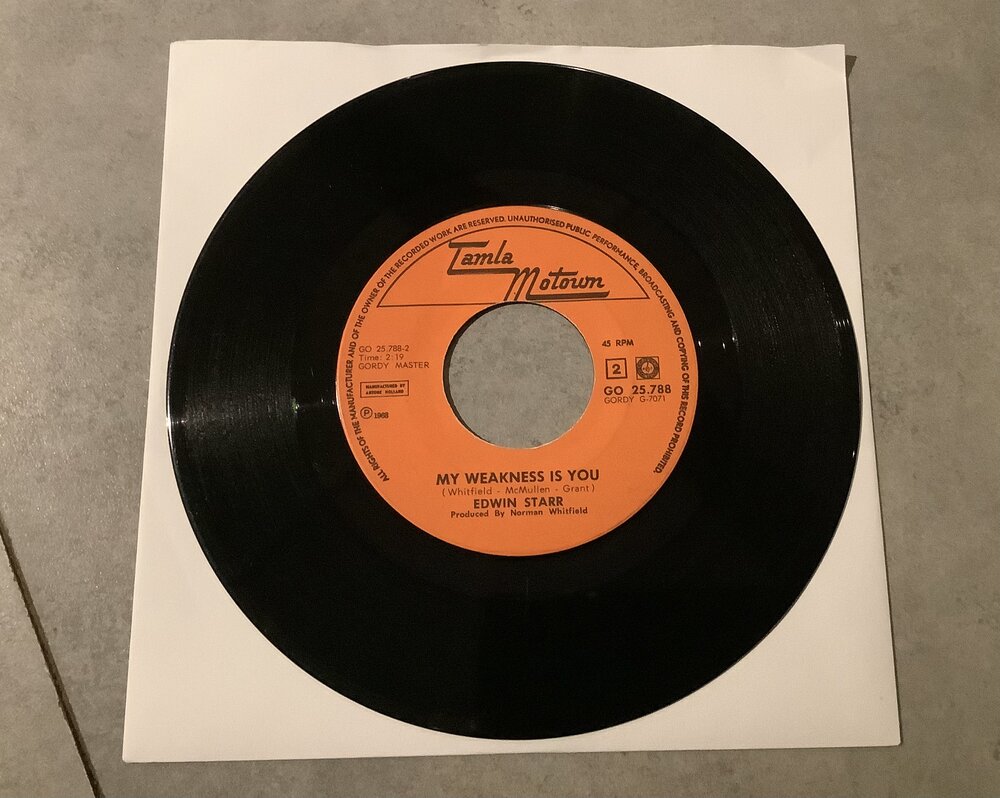 ALL RIGHTS OF THE MANUFACTURER AND OF THE OWNER OF THE RECORDED WORK ARE RESERVED. UNAUTHORISED PUBLIC PERFORMANCE, BROADCASTING AND COPYING OF THIS RECORD PROHIBITED.
Tamla
Motown
GO 25.788-2
Time: 2:19
GORDY MASTER
MANUFACTURED BY
ARTONE HOLLAND
P 1968
45 RPM
2
GO 25.788
GORDY G-7071
MY WEAKNESS IS YOU
(Whitfield - McMullen - Grant)
EDWIN STARR
Produced By Norman Whitfield